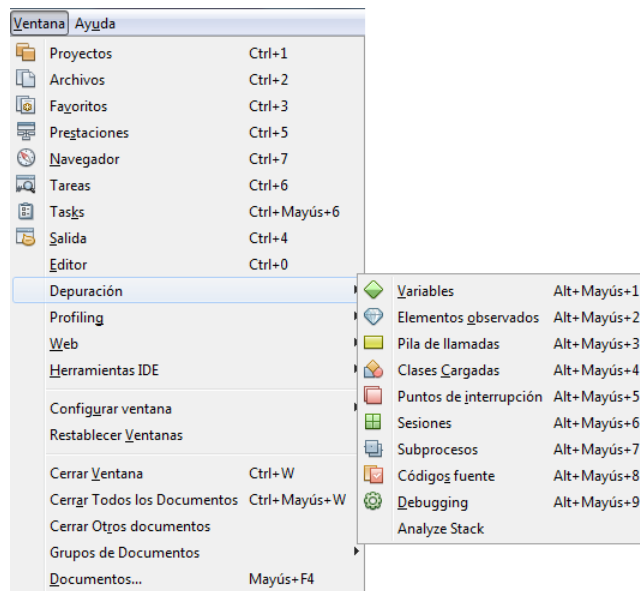 Ventana Ayuda
Proyectos Ctrl+1
Archivos Ctrl+2
Favoritos Ctrl+3
Prestaciones Ctrl+5
Navegador Ctrl+7
Tareas Ctrl+6
Tasks Ctrl+Mayús+6
Salida Ctrl+4
Editor Ctrl+0
Depuración
Profiling
Web
Herramientas IDE
Configurar ventana
Restablecer Ventanas
Cerrar Ventana Ctrl+W
Cerrar Todos los Documentos Ctrl+Mayús+W
Cerrar Otros documentos
Grupos de Documentos
Documentos... Mayús+F4
Variables Alt+Mayús+1
Elementos observados Alt+Mayús+2
Pila de llamadas Alt+Mayús+3
Clases Cargadas Alt+Mayús+4
Puntos de interrupción Alt+Mayús+5
Sesiones Alt+Mayús+6
Subprocesos Alt+Mayús+7
Códigos fuente Alt+Mayús+8
Debugging Alt+Mayús+9
Analyze Stack